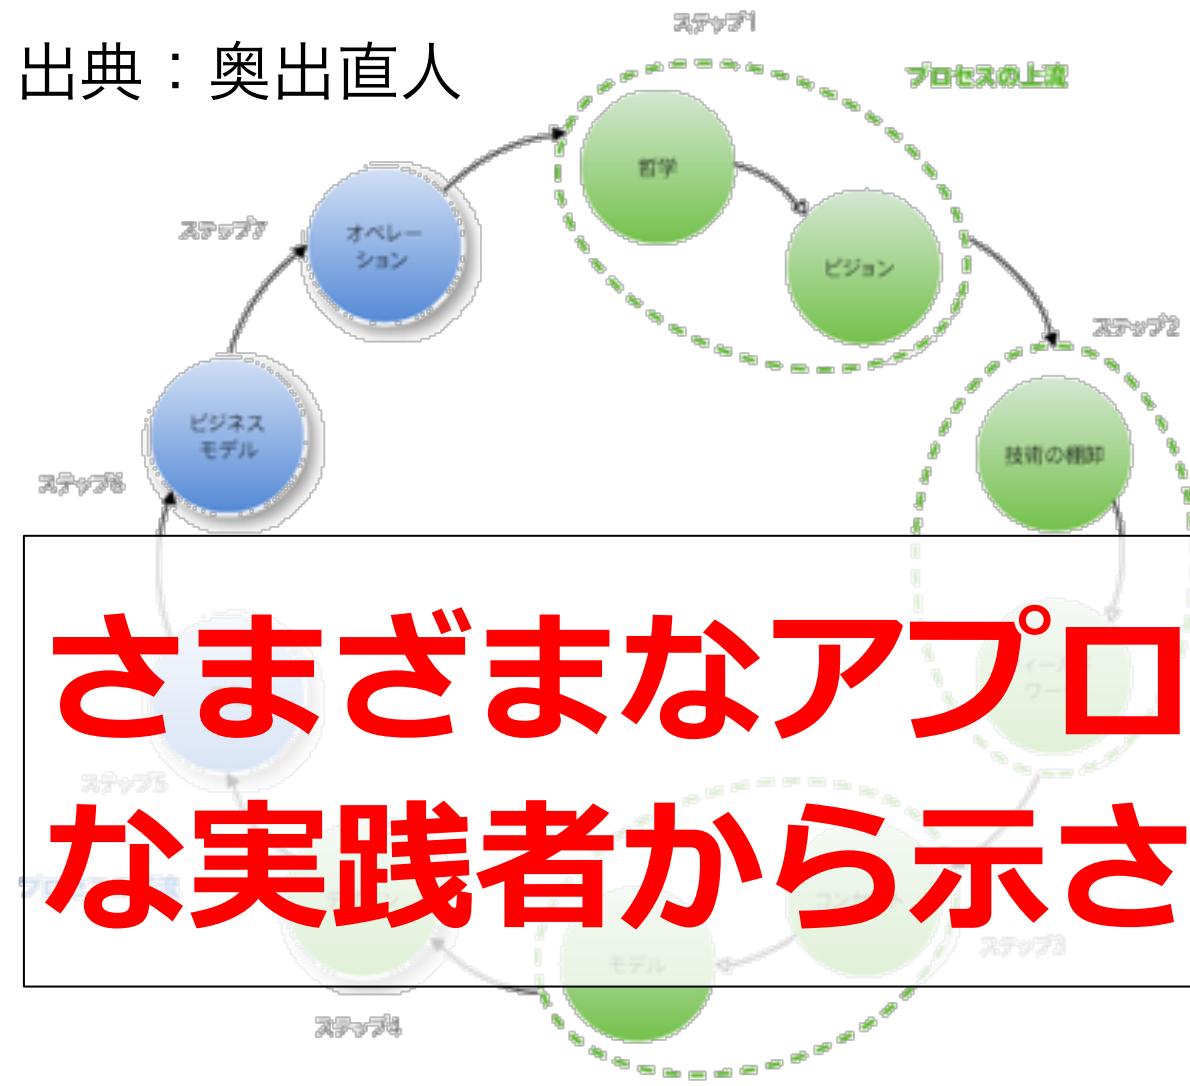 出典：奥出直人
ステップ1
プロセスの上流
哲学
ビジョン
ステップ7
オペレー
ション
ステップ2
技術の棚卸
ビジネス
モデル
ステップ6
さまざまなアプロ
な実践者から示さ
ステップ5
ステップ3
モデル
ステップ4